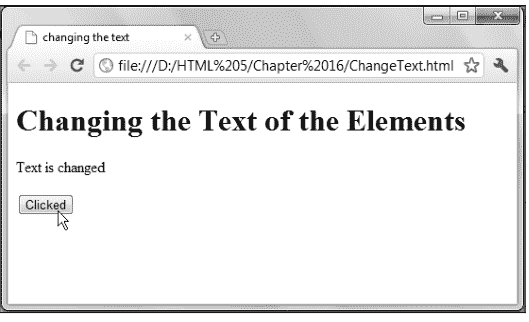 changing the text
file:///D:/HTML%205/Chapter%2016/ChangeText.html
Changing the Text of the Elements
Text is changed
Clicked